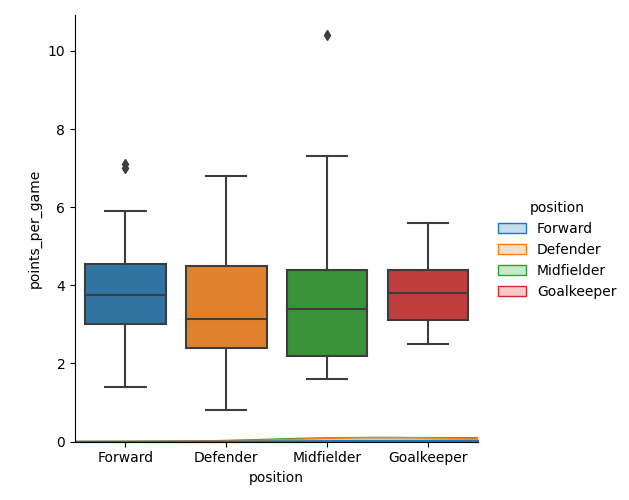 points_per_game
10
8
6
4
2
0
Forward Defender Midfielder Goalkeeper
position
position
Forward
Defender
Midfielder
Goalkeeper